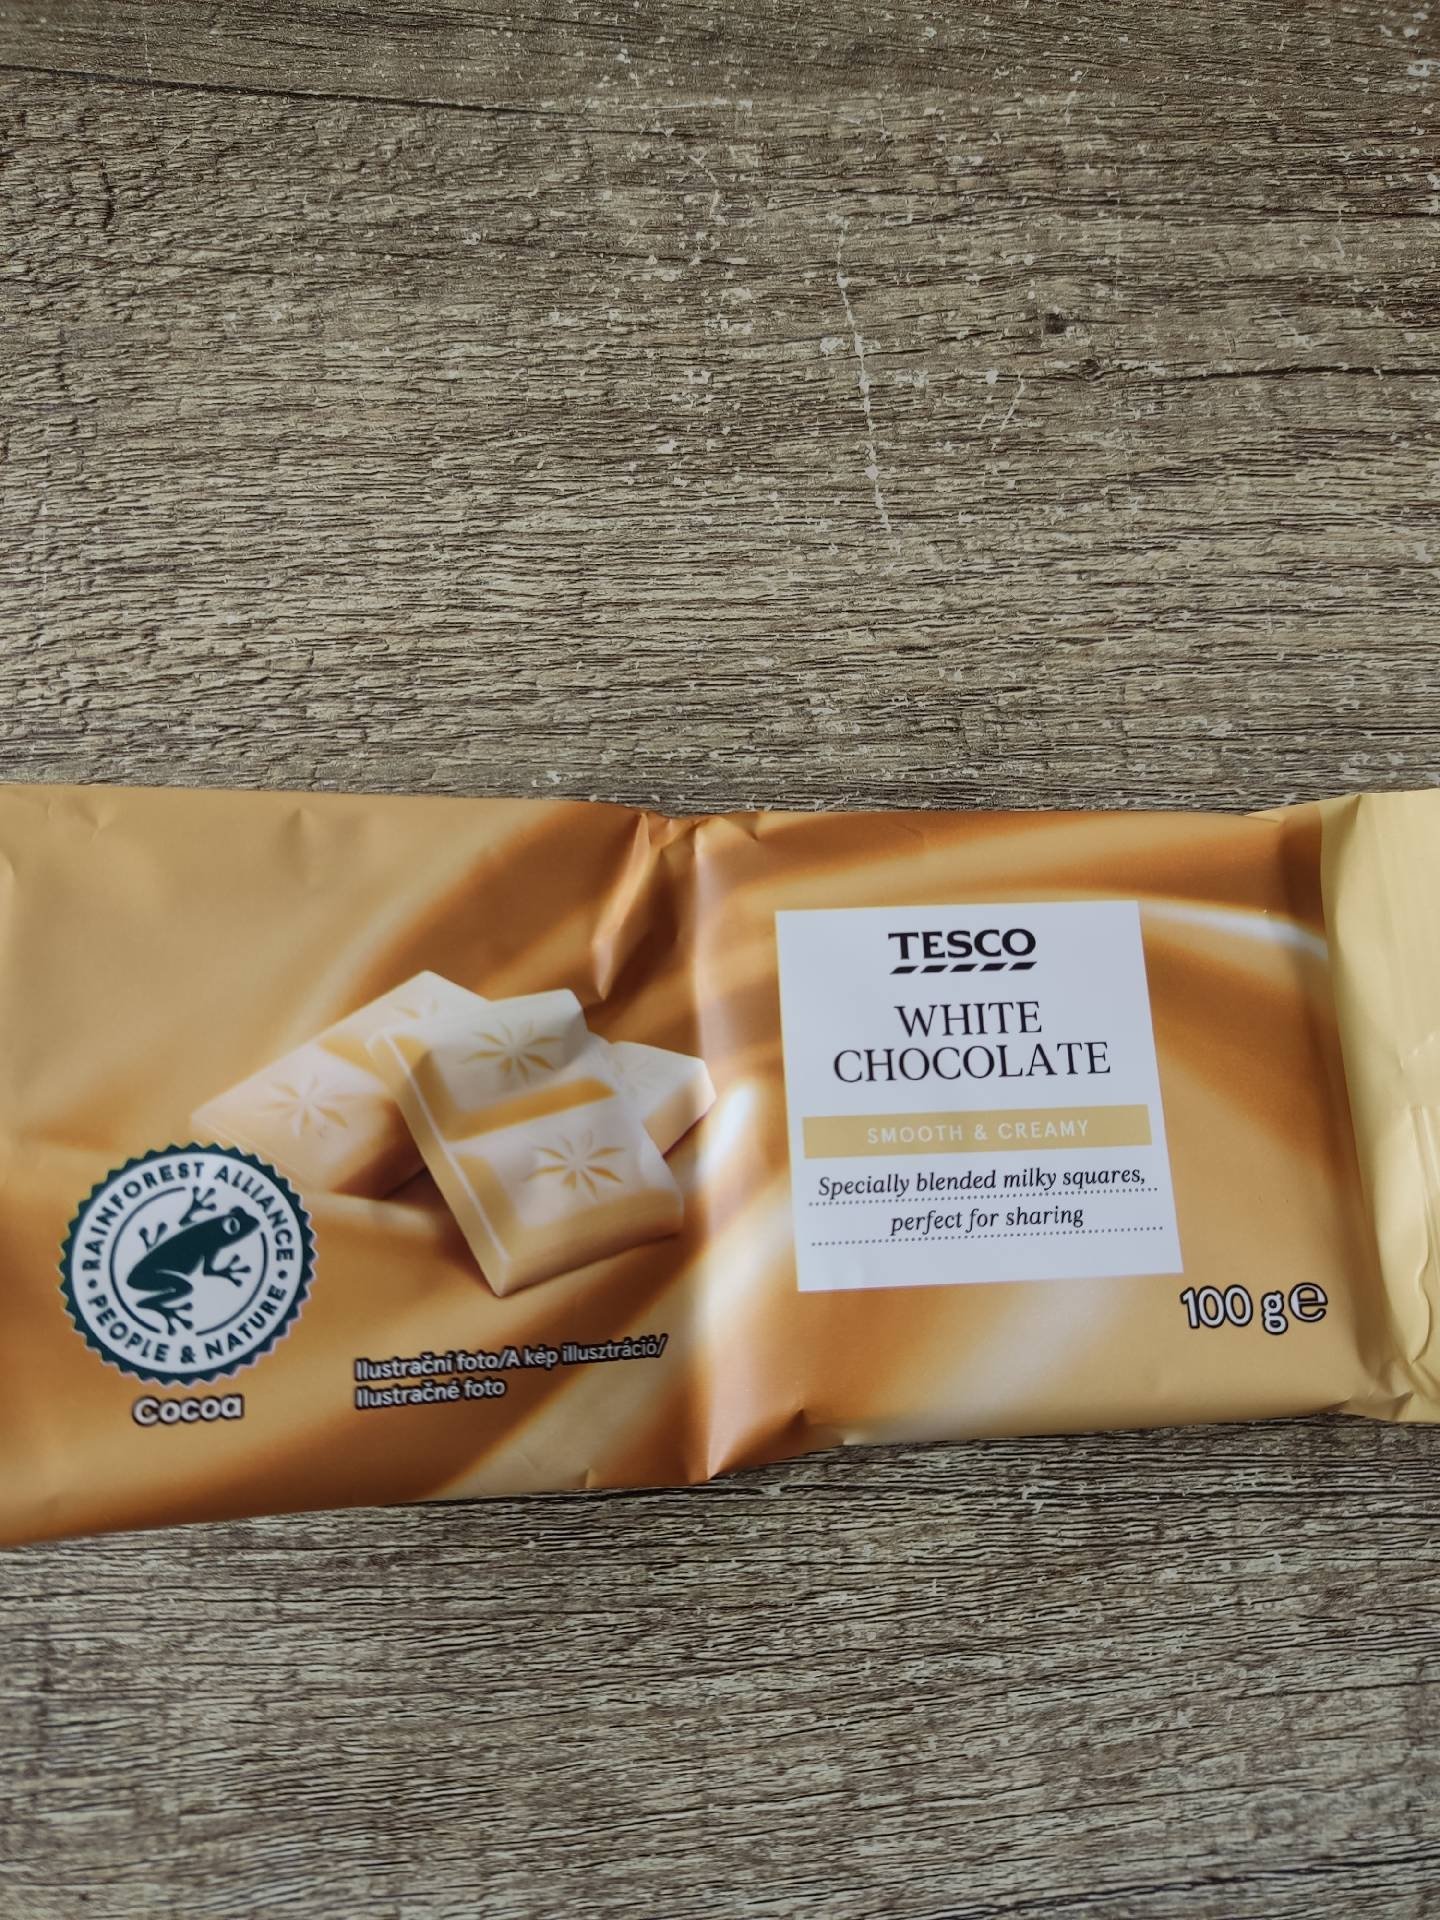 TESCO
WHITE
CHOCOLATE
SMOOTH & CREAMY
Specially blended milky squares,
perfect for sharing
100 g e
RAINFOREST ALLIANCE
PEOPLE & NATURE
Cocoa
Ilustrační foto/A kép illusztráció/
Ilustračné foto